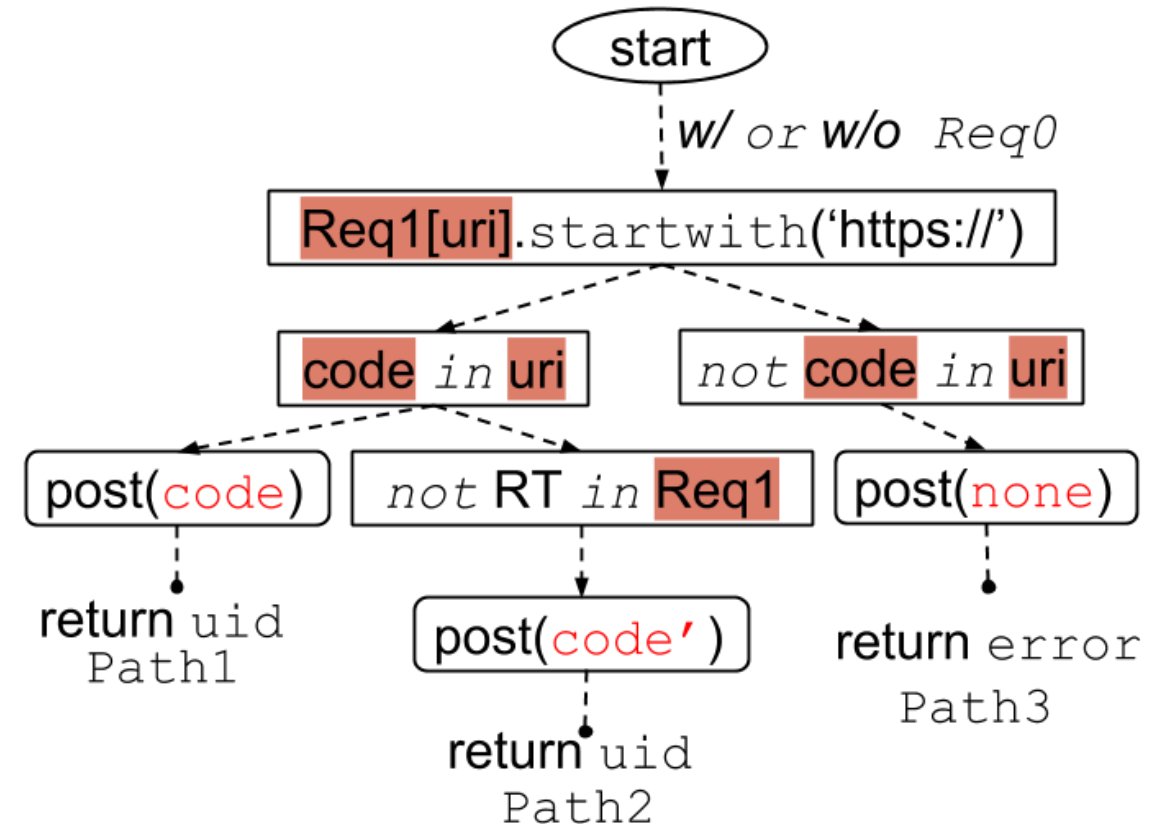 start
w/ or w/o Req0
Req1[uri].startwith(‘https://’)
code in uri
not code in uri
post(code)
not RT in Req1
post(none)
return uid
Path1
post(code’)
return error
Path3
return uid
Path2